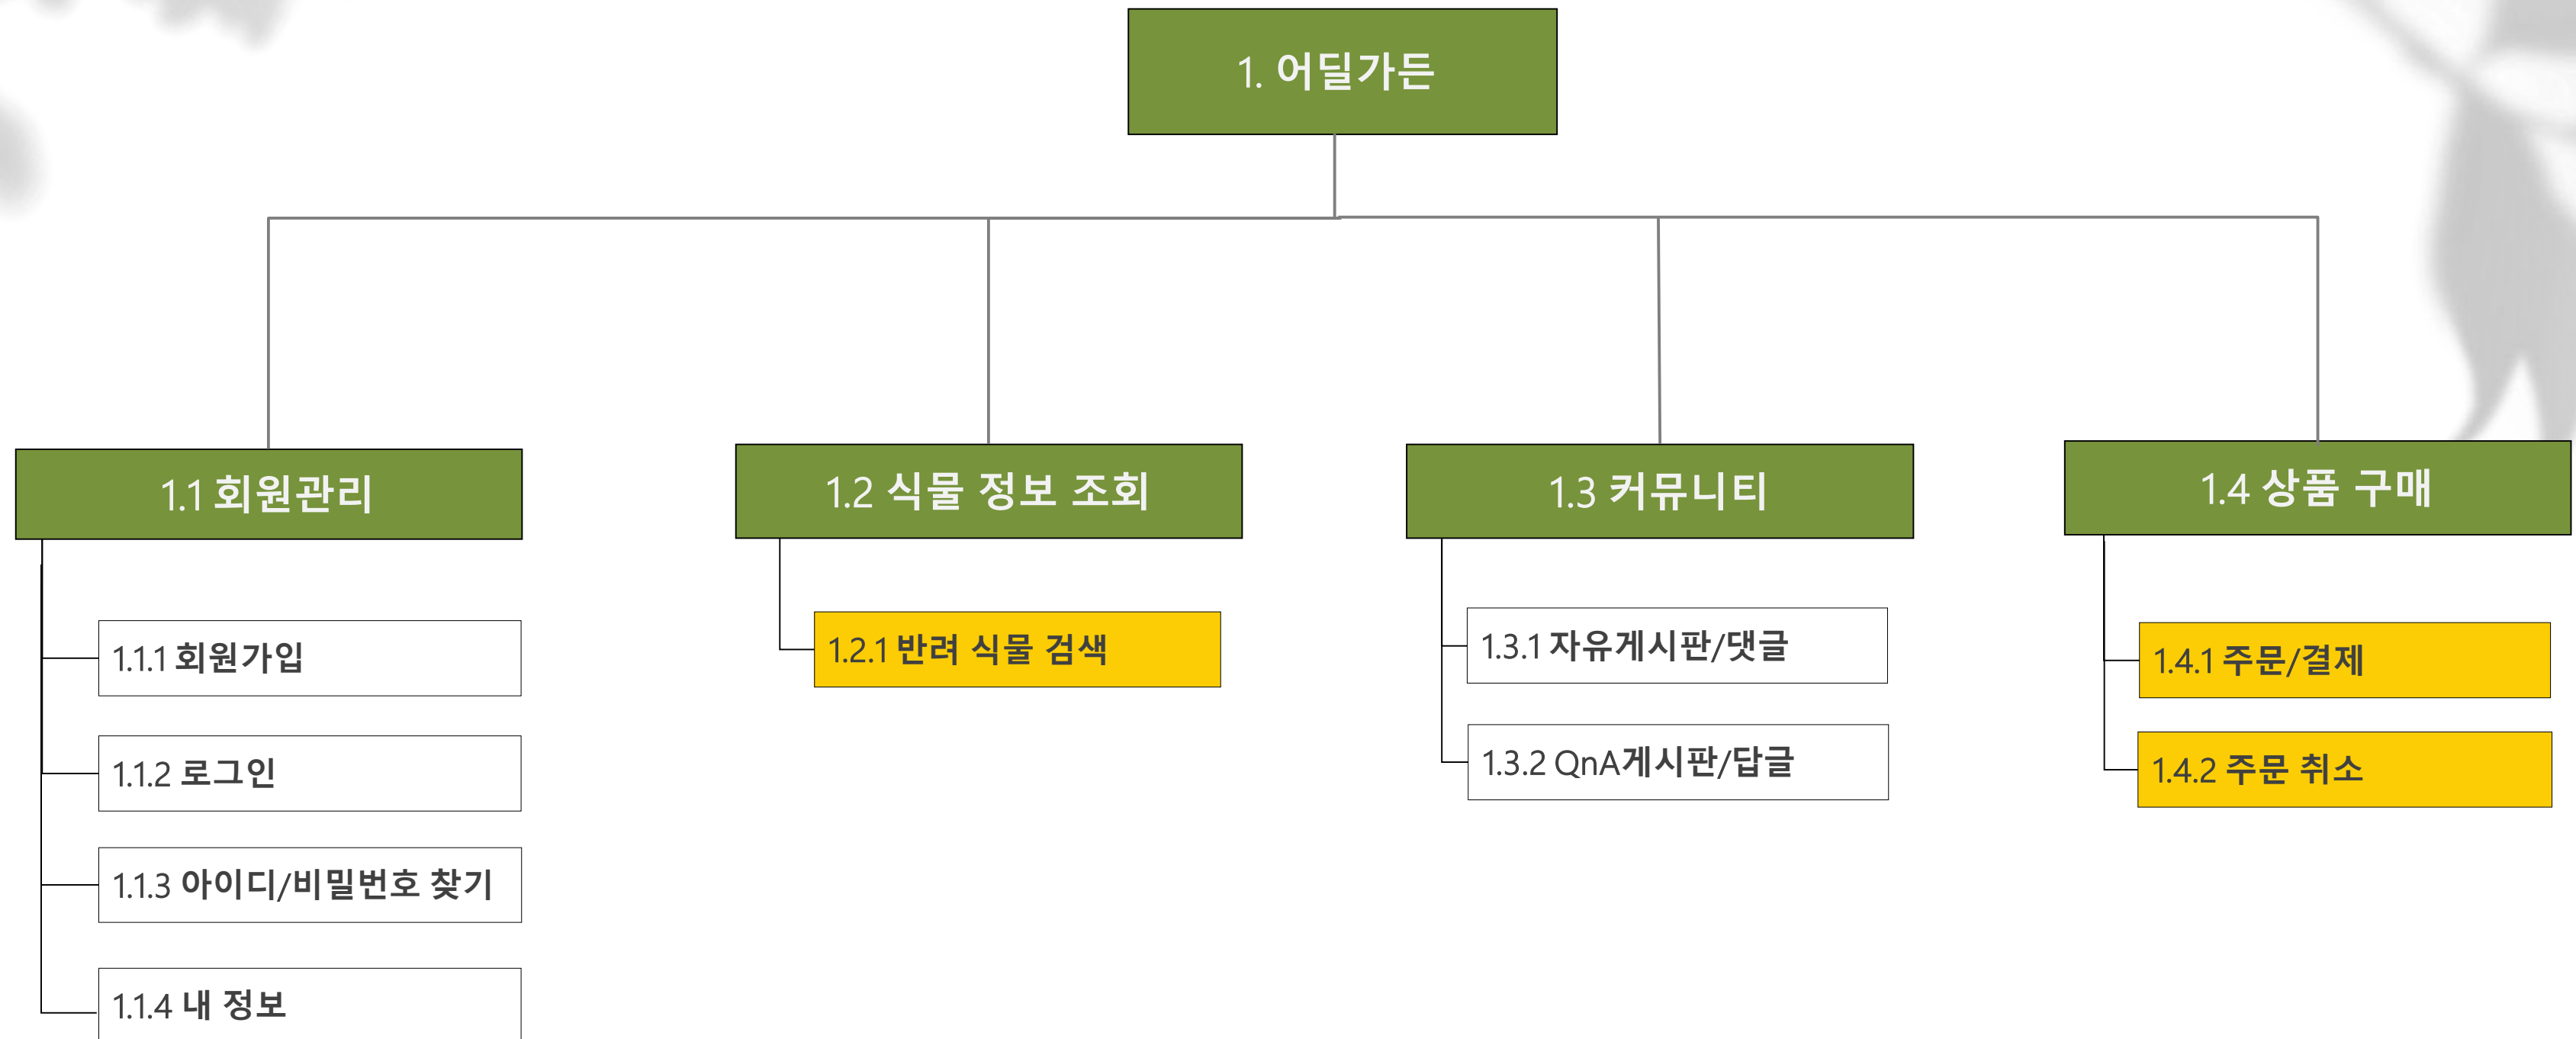 1. 어딜가든
1.1 회원관리
1.1.1 회원가입
1.1.2 로그인
1.1.3 아이디/비밀번호 찾기
1.1.4 내 정보
1.2 식물 정보 조회
1.2.1 반려 식물 검색
1.3 커뮤니티
1.3.1 자유게시판/댓글
1.3.2 QnA게시판/답글
1.4 상품 구매
1.4.1 주문/결제
1.4.2 주문 취소